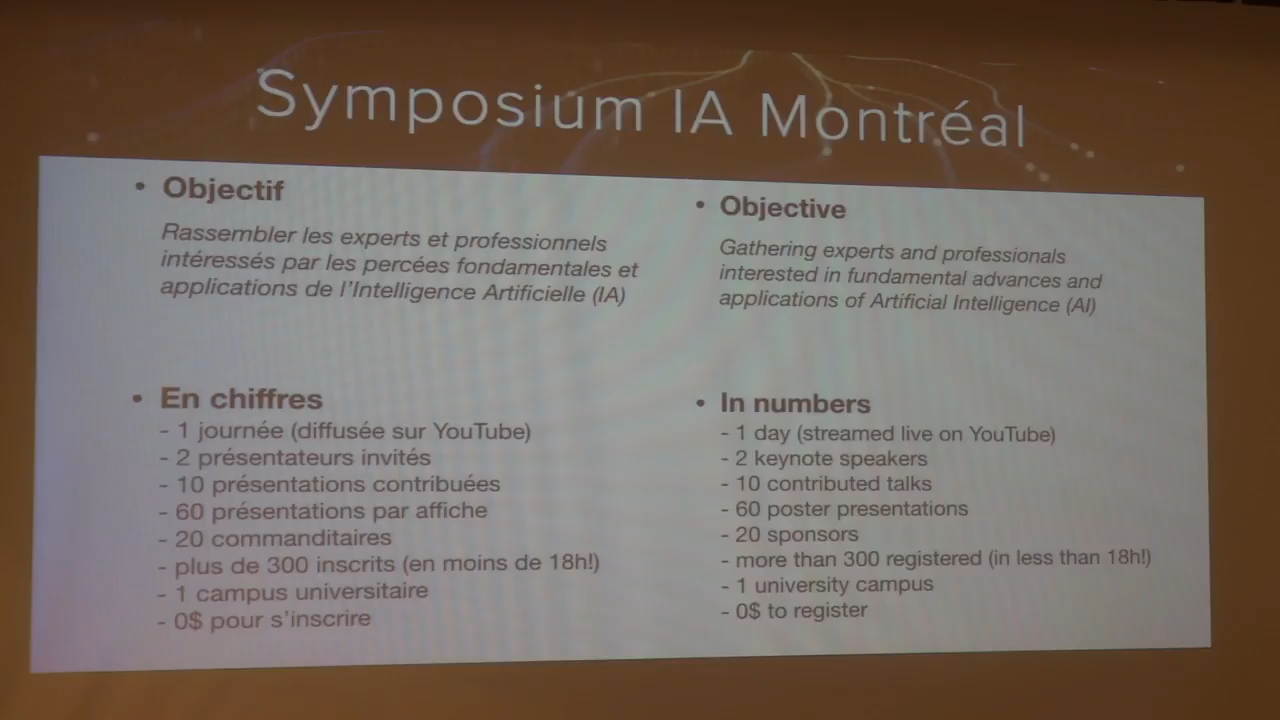 Symposium IA Montréal
• Objectif
Rassembler les experts et professionnels
intéressés par les percées fondamentales et
applications de l'Intelligence Artificielle (IA)
• En chiffres
- 1 journée (diffusée sur YouTube)
- 2 présentateurs invités
- 10 présentations contribuées
- 60 présentations par affiche
- 20 commanditaires
- plus de 300 inscrits (en moins de 18h!)
- 1 campus universitaire
- 0$ pour s'inscrire
• Objective
Gathering experts and professionals
interested in fundamental advances and
applications of Artificial Intelligence (AI)
• In numbers
- 1 day (streamed live on YouTube)
- 2 keynote speakers
- 10 contributed talks
- 60 poster presentations
- 20 sponsors
- more than 300 registered (in less than 18h!)
- 1 university campus
- 0$ to register